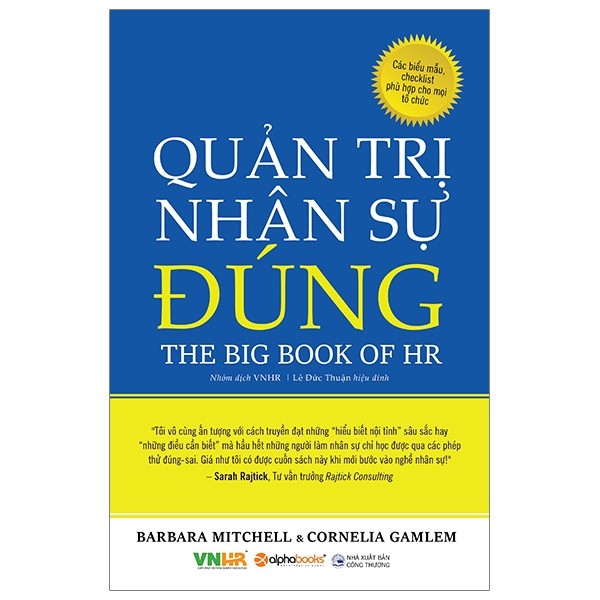 Các biểu mẫu,
checklist
phù hợp cho mọi
tổ chức
QUẢN TRỊ
NHÂN SỰ
ĐÚNG
THE BIG BOOK OF HR
Nhóm dịch VNHR | Lê Đức Thuận hiệu đính
"Tôi vô cùng ấn tượng với cách truyền đạt những "hiểu biết nội tình" sâu sắc hay
"những điều cần biết" mà hầu hết những người làm nhân sự chỉ học được qua các phép
thử đúng-sai. Giá như tôi có được cuốn sách này khi mới bước vào nghề nhân sự!"
– Sarah Rajtick, Tư vấn trưởng Rajtick Consulting
BARBARA MITCHELL & CORNELIA GAMLEM
VNHR alphabooks NHÀ XUẤT BẢN
CÔNG THƯƠNG